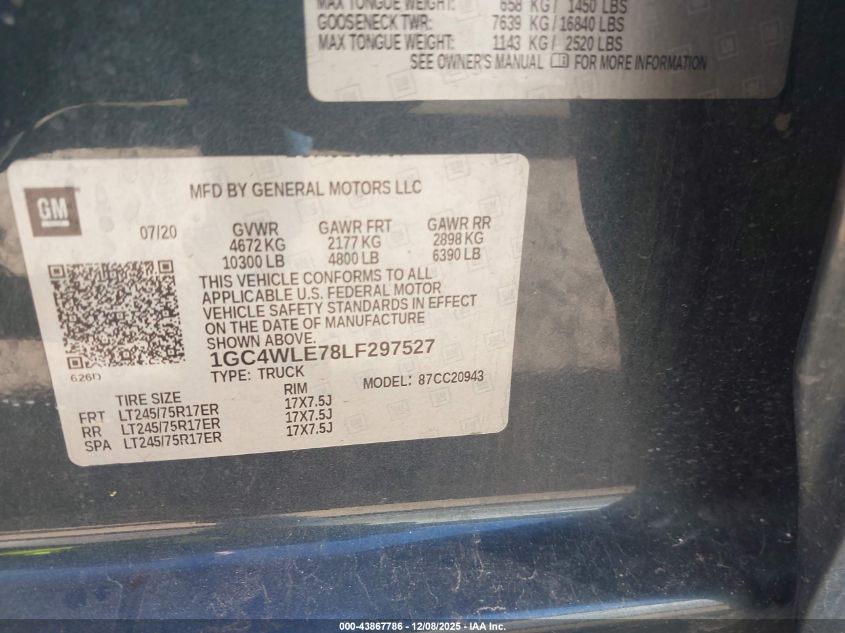 MAX TONGUE WEIGHT: 658 KG / 1450 LBS
GOOSENECK TWR: 7639 KG / 16840 LBS
MAX TONGUE WEIGHT: 1143 KG / 2520 LBS
SEE OWNER'S MANUAL FOR MORE INFORMATION
GM
MFD BY GENERAL MOTORS LLC
07/20 GVWR GAWR FRT GAWR RR
4672 KG 2177 KG 2898 KG
10300 LB 4800 LB 6390 LB
THIS VEHICLE CONFORMS TO ALL
APPLICABLE U.S. FEDERAL MOTOR
VEHICLE SAFETY STANDARDS IN EFFECT
ON THE DATE OF MANUFACTURE
SHOWN ABOVE.
1GC4WLE78LF297527
626D TYPE: TRUCK MODEL: 87CC20943
TIRE SIZE RIM
FRT LT245/75R17ER 17X7.5J
RR LT245/75R17ER 17X7.5J
SPA LT245/75R17ER 17X7.5J
000-43867786 - 12/08/2025 - IAA Inc.